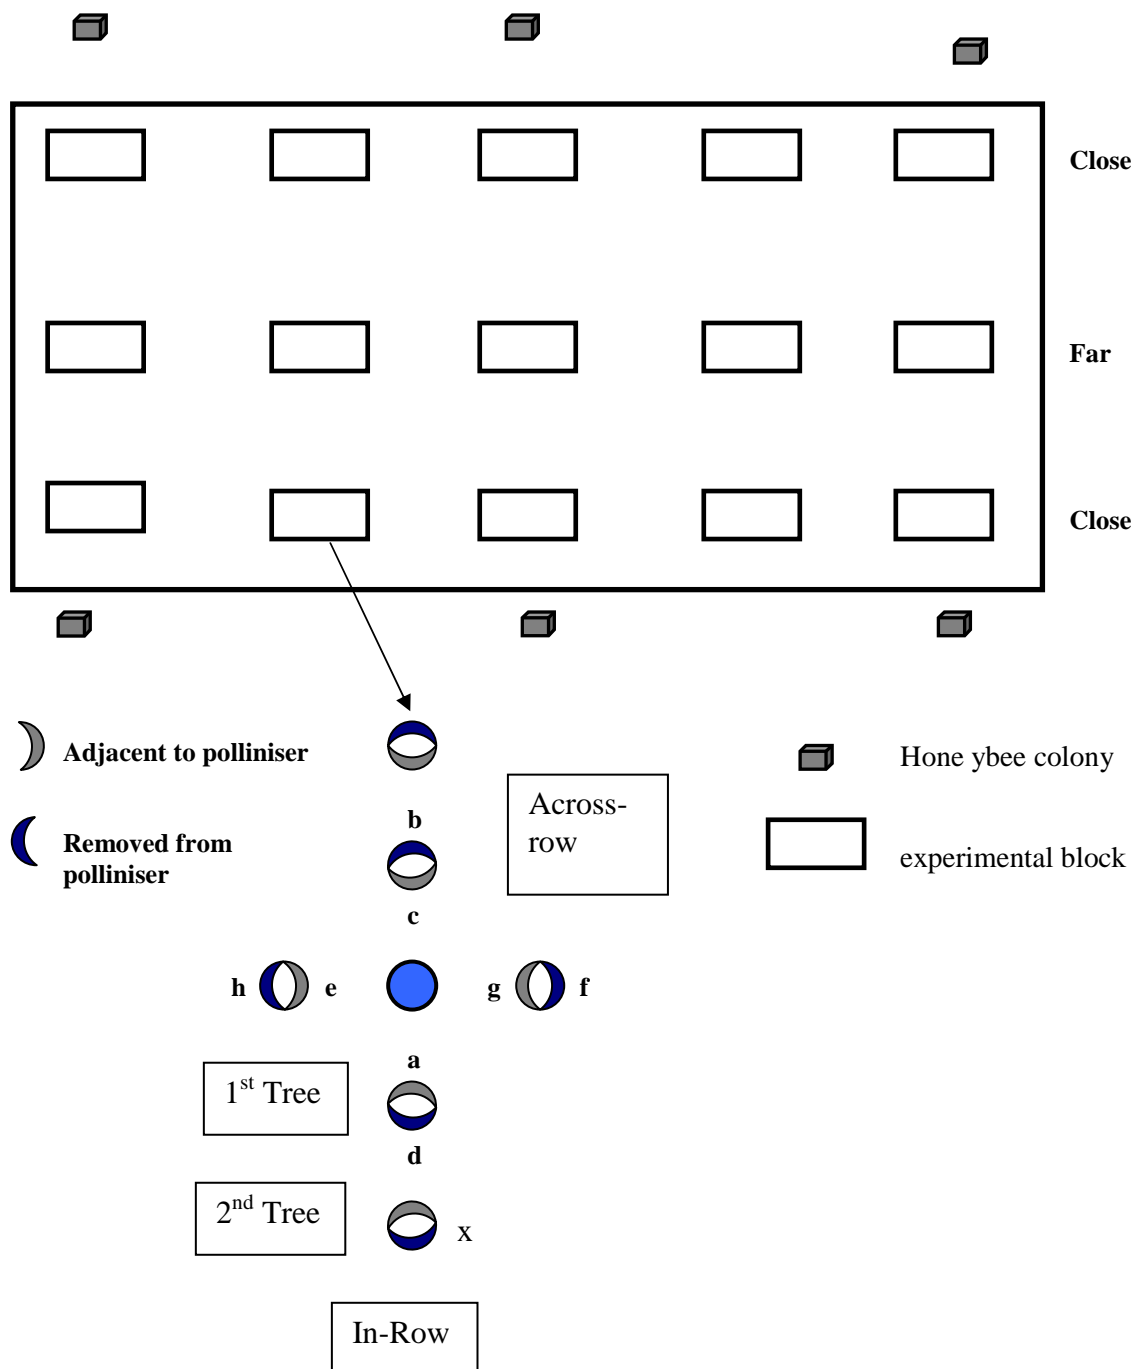 Close
Far
Close
Adjacent to polliniser
Removed from
polliniser
Across-
row
Hone ybee colony
experimental block
b
c
h
e
g
f
a
1st Tree
d
2nd Tree
x
In-Row